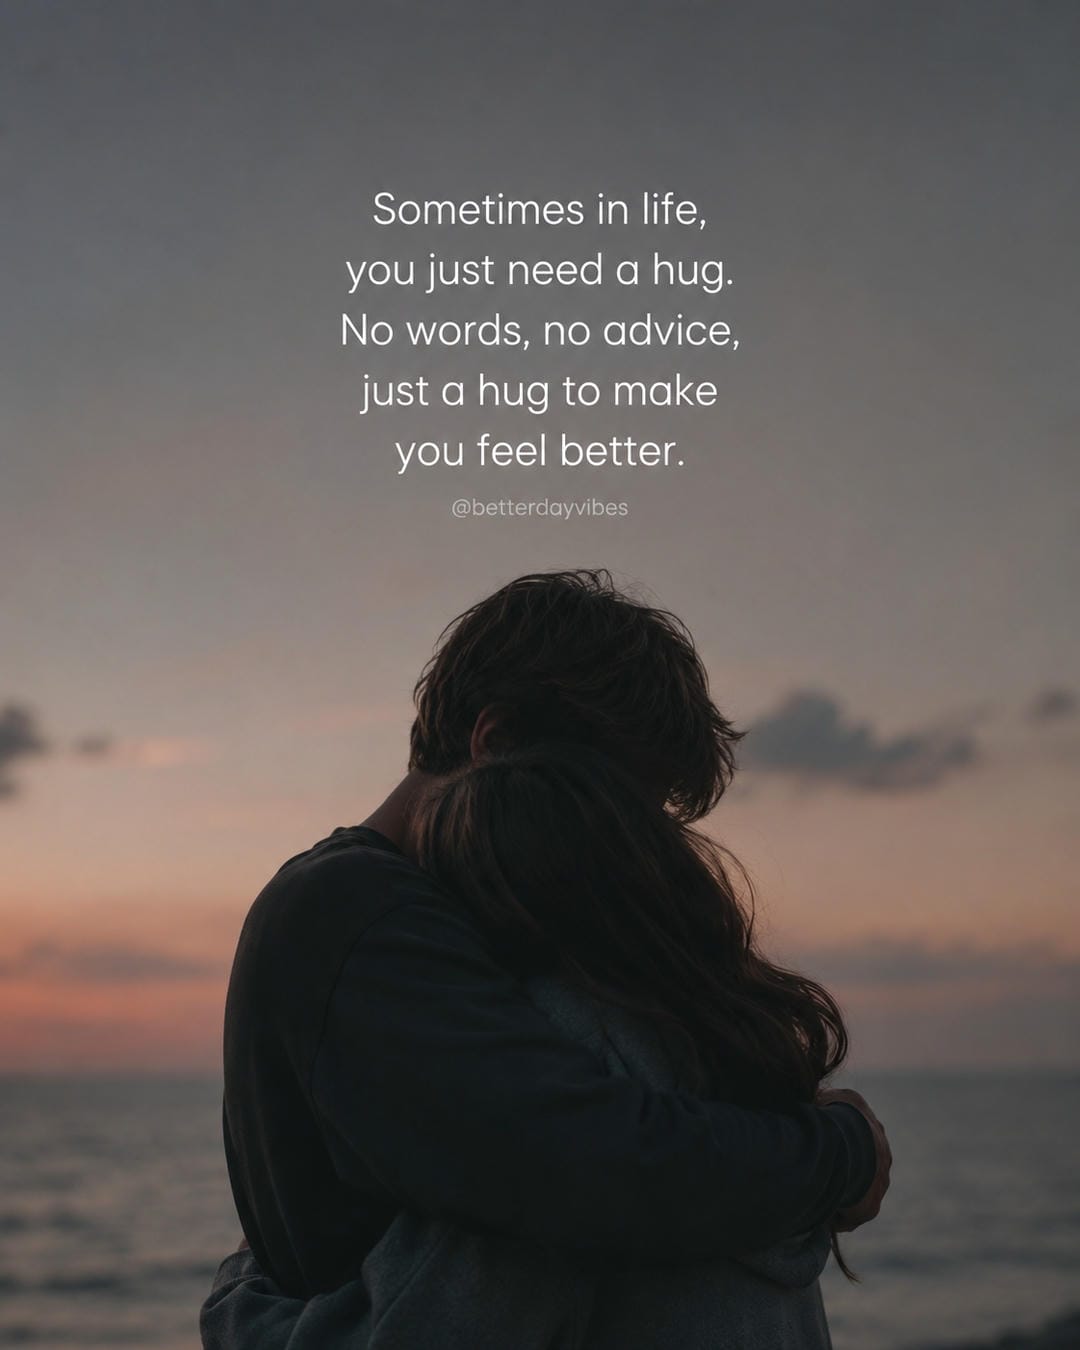 Sometimes in life,
you just need a hug.
No words, no advice,
just a hug to make
you feel better.
@betterdayvibes